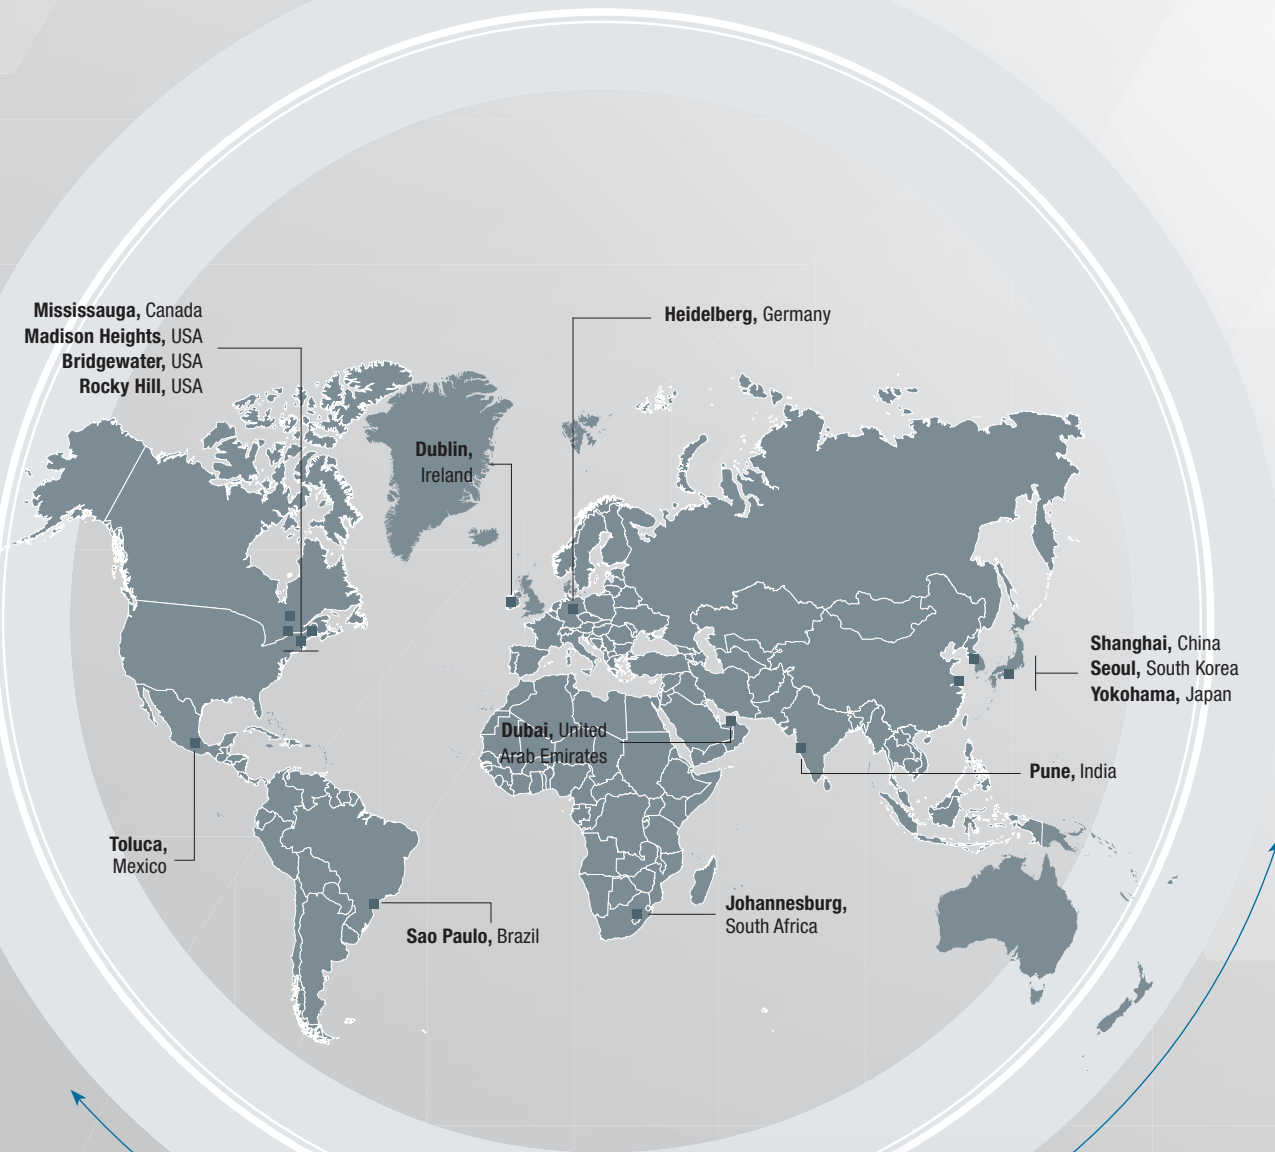 Mississauga, Canada
Madison Heights, USA
Bridgewater, USA
Rocky Hill, USA
Heidelberg, Germany
Dublin,
Ireland
Shanghai, China
Seoul, South Korea
Yokohama, Japan
Dubai, United
Arab Emirates
Pune, India
Toluca,
Mexico
Johannesburg,
South Africa
Sao Paulo, Brazil